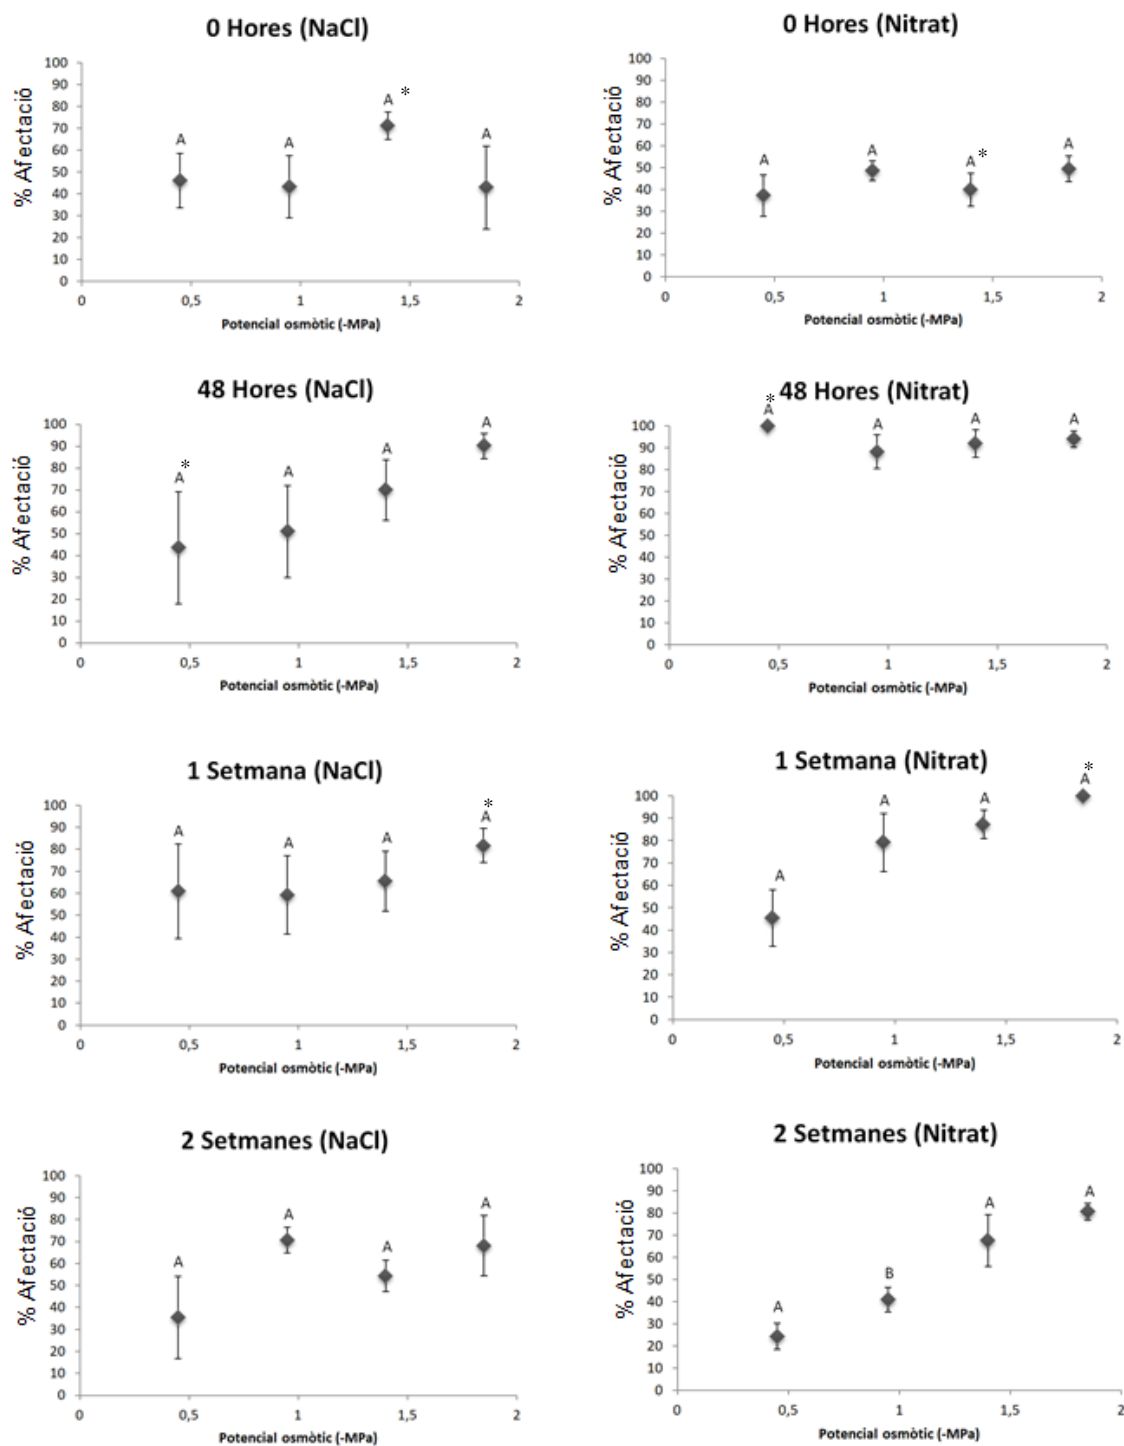 0 Hores (NaCl)
% Afectació
100
90
80
70
60
50
40
30
20
10
0
A
A
A *
A
0 0,5 1 1,5 2
Potencial osmòtic (-MPa)
0 Hores (Nitrat)
% Afectació
100
90
80
70
60
50
40
30
20
10
0
A
A
A *
A
0 0,5 1 1,5 2
Potencial osmòtic (-MPa)
48 Hores (NaCl)
% Afectació
100
90
80
70
60
50
40
30
20
10
0
A *
A
A
A
0 0,5 1 1,5 2
Potencial osmòtic (-MPa)
48 Hores (Nitrat)
% Afectació
100
90
80
70
60
50
40
30
20
10
0
*
A
A
A
A
0 0,5 1 1,5 2
Potencial osmòtic (-MPa)
1 Setmana (NaCl)
% Afectació
100
90
80
70
60
50
40
30
20
10
0
A
A
A
*
A
0 0,5 1 1,5 2
Potencial osmòtic (-MPa)
1 Setmana (Nitrat)
% Afectació
100
90
80
70
60
50
40
30
20
10
0
A
A
A
*
A
0 0,5 1 1,5 2
Potencial osmòtic (-MPa)
2 Setmanes (NaCl)
% Afectació
100
90
80
70
60
50
40
30
20
10
0
A
A
A
A
0 0,5 1 1,5 2
Potencial osmòtic (-MPa)
2 Setmanes (Nitrat)
% Afectació
100
90
80
70
60
50
40
30
20
10
0
A
B
A
A
0 0,5 1 1,5 2
Potencial osmòtic (-MPa)